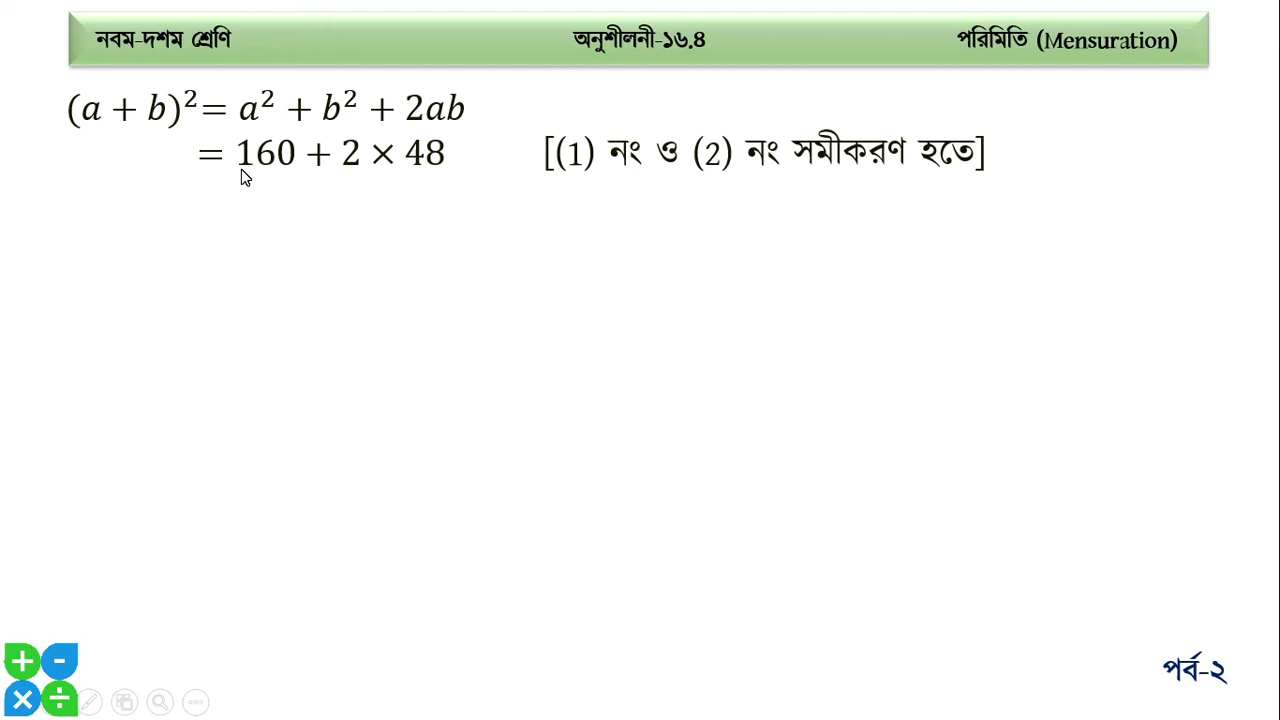 নবম-দশম শ্রেণি অনুশীলনী-১৬.৪ পরিমিতি (Mensuration)
(a + b)² = a² + b² + 2ab
= 160 + 2 × 48 [(1) নং ও (2) নং সমীকরণ হতে]
পর্ব-২